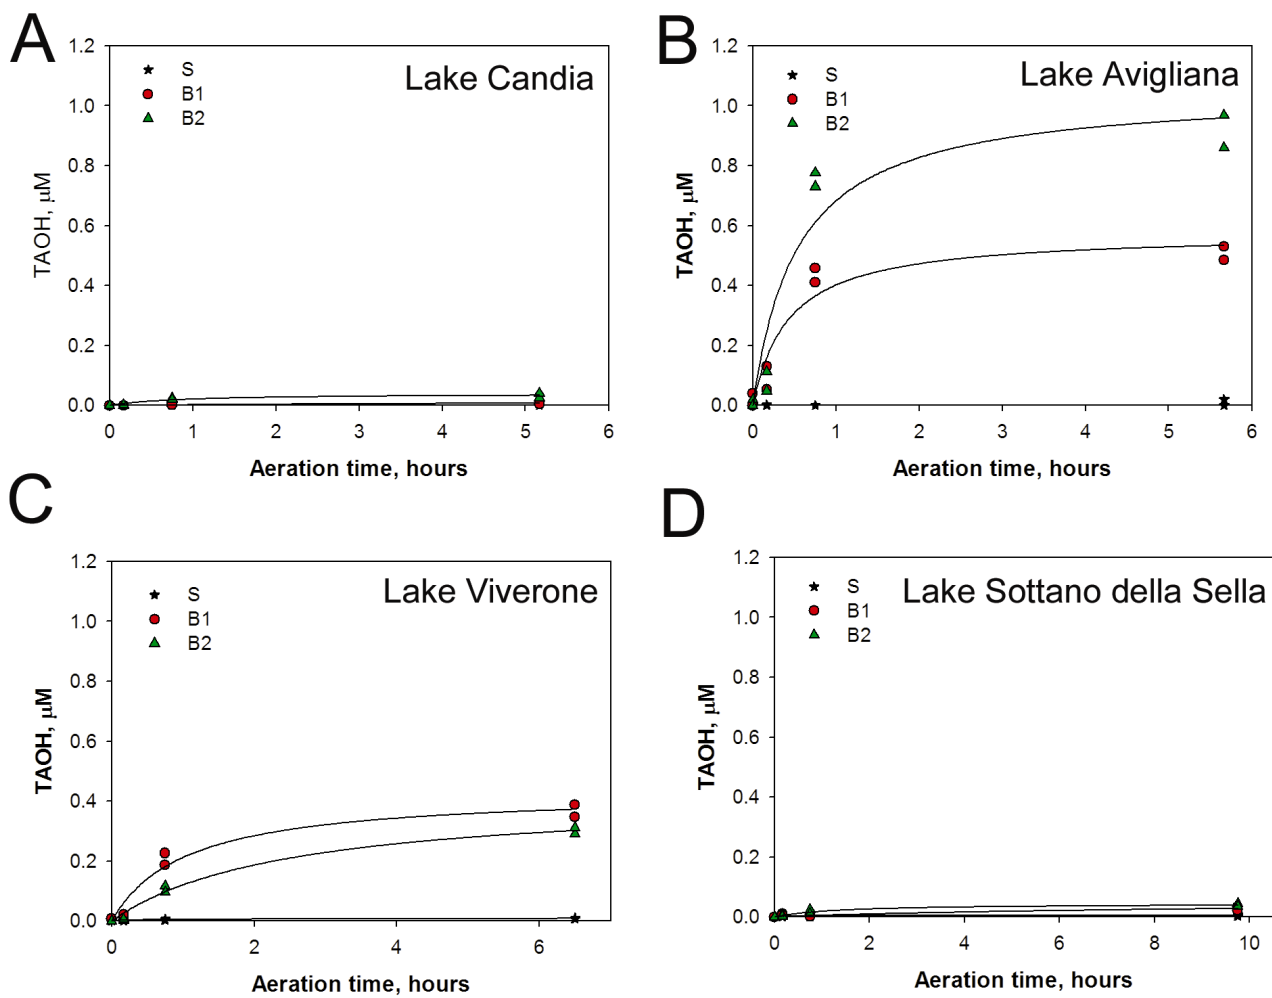 A
Lake Candia
S
B1
B2
1.2
1.0
0.8
0.6
0.4
0.2
0.0
TAOH, µM
0 1 2 3 4 5 6
Aeration time, hours
B
Lake Avigliana
S
B1
B2
1.2
1.0
0.8
0.6
0.4
0.2
0.0
TAOH, µM
0 1 2 3 4 5 6
Aeration time, hours
C
Lake Viverone
S
B1
B2
1.2
1.0
0.8
0.6
0.4
0.2
0.0
TAOH, µM
0 2 4 6
Aeration time, hours
D
Lake Sottano della Sella
S
B1
B2
1.2
1.0
0.8
0.6
0.4
0.2
0.0
TAOH, µM
0 2 4 6 8 10
Aeration time, hours